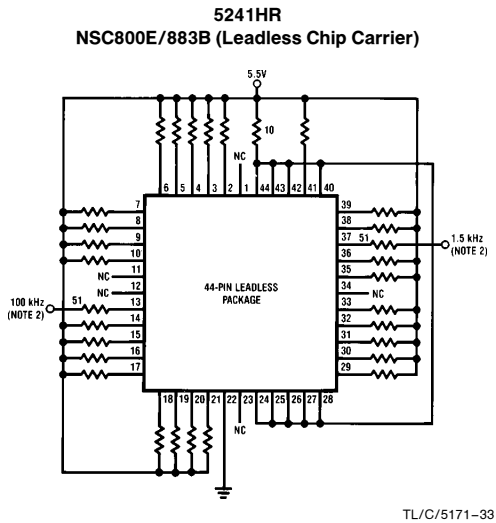 5241HR
NSC800E/883B (Leadless Chip Carrier)
5.5V
10
NC
6 5 4 3 2 1 44 43 42 41 40
7
8
9
10
NC 11
NC 12
100 kHz
(NOTE 2)
51
13
14
15
16
17
44-PIN LEADLESS
PACKAGE
39
38
37 51
1.5 kHz
(NOTE 2)
36
35
34 NC
33
32
31
30
29
18 19 20 21 22 23 24 25 26 27 28
NC
TL/C/5171–33